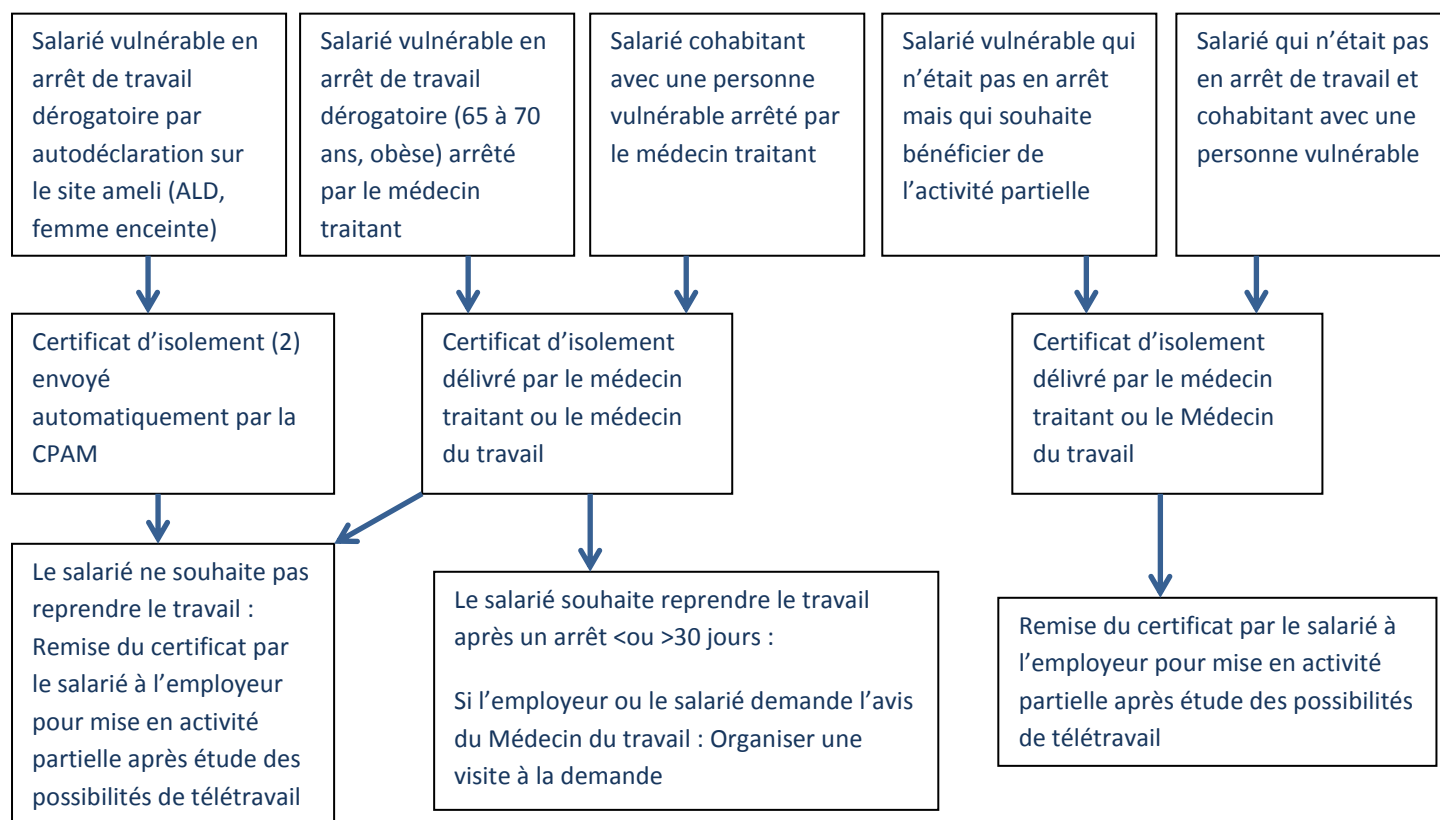 Salarié vulnérable en
arrêt de travail
dérogatoire par
autodéclaration sur
le site ameli (ALD,
femme enceinte)
Salarié vulnérable en
arrêt de travail
dérogatoire (65 à 70
ans, obèse) arrêté
par le médecin
traitant
Salarié cohabitant
avec une personne
vulnérable arrêté par
le médecin traitant
Salarié vulnérable qui
n’était pas en arrêt
mais qui souhaite
bénéficier de
l’activité partielle
Salarié qui n’était pas
en arrêt de travail et
cohabitant avec une
personne vulnérable
Certificat d’isolement (2)
envoyé
automatiquement par la
CPAM
Certificat d’isolement
délivré par le médecin
traitant ou le médecin
du travail
Certificat d’isolement
délivré par le médecin
traitant ou le Médecin
du travail
Le salarié ne souhaite pas
reprendre le travail :
Remise du certificat par
le salarié à l’employeur
pour mise en activité
partielle après étude des
possibilités de télétravail
Le salarié souhaite reprendre le travail
après un arrêt <ou >30 jours :
Si l’employeur ou le salarié demande l’avis
du Médecin du travail : Organiser une
visite à la demande
Remise du certificat par le salarié à
l’employeur pour mise en activité
partielle après étude des possibilités
de télétravail